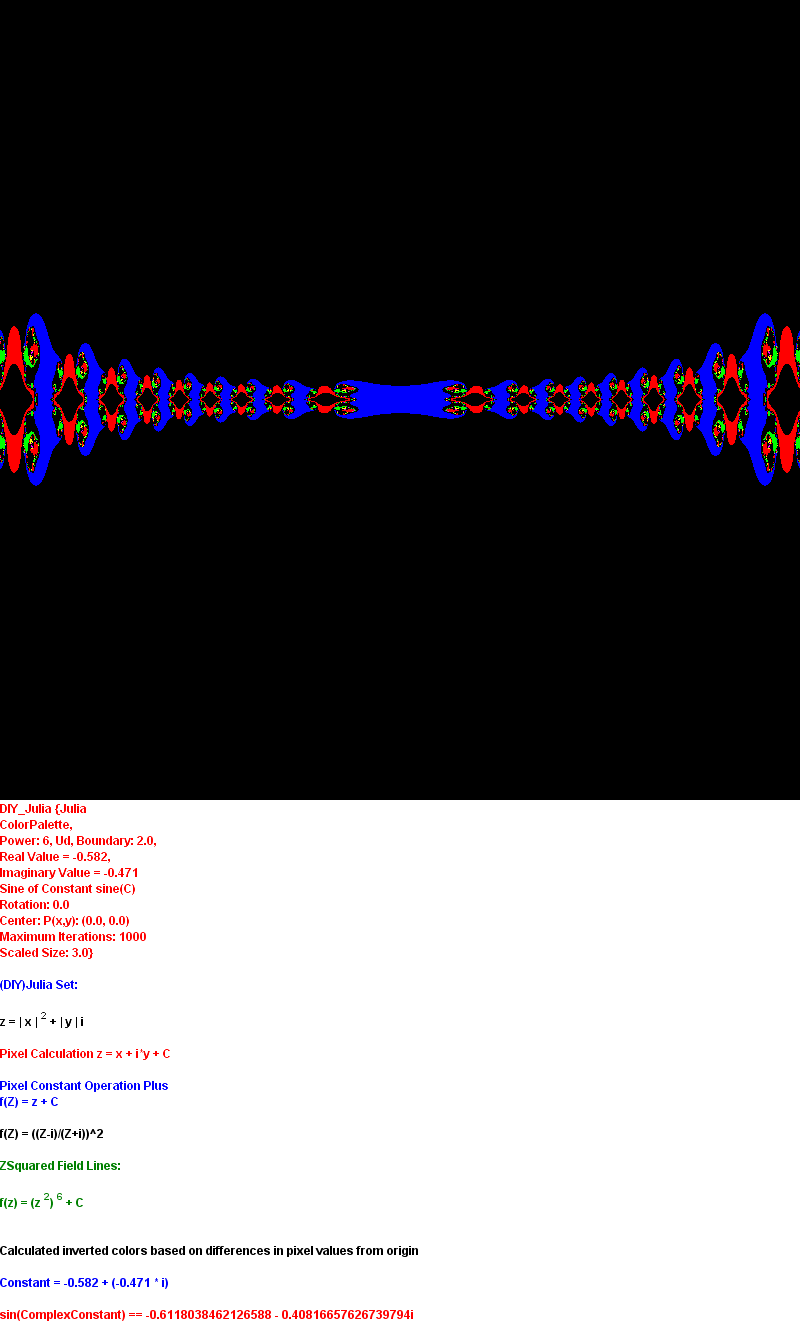 DIY_Julia {Julia
ColorPalette,
Power: 6, Ud, Boundary: 2.0,
Real Value = -0.582,
Imaginary Value = -0.471
Sine of Constant sine(C)
Rotation: 0.0
Center: P(x,y): (0.0, 0.0)
Maximum Iterations: 1000
Scaled Size: 3.0}
(DIY)Julia Set:
z = | x | 2 + | y | i
Pixel Calculation z = x + i*y + C
Pixel Constant Operation Plus
f(Z) = z + C
f(Z) = ((Z-i)/(Z+i))^2
ZSquared Field Lines:
f(z) = (z 2) 6 + C
Calculated inverted colors based on differences in pixel values from origin
Constant = -0.582 + (-0.471 * i)
sin(ComplexConstant) == -0.6118038462126588 - 0.40816657626739794i